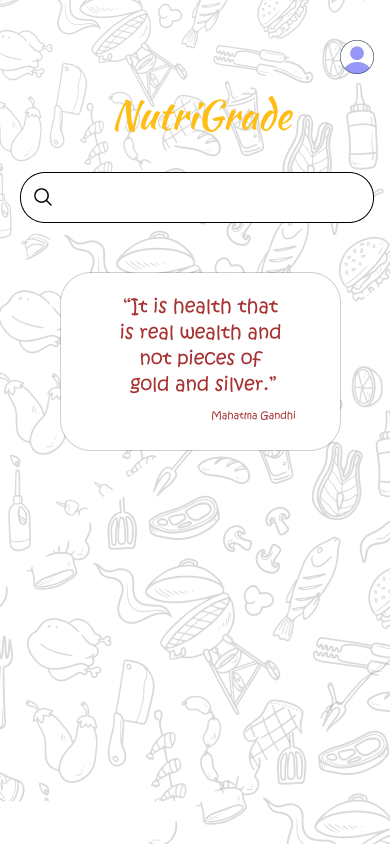 NutriGrade
“It is health that
is real wealth and
not pieces of
gold and silver.”
Mahatma Gandhi